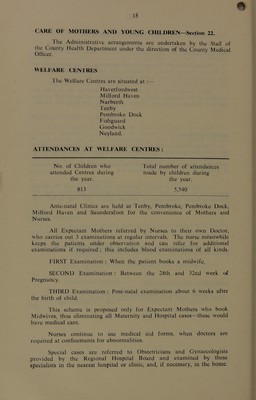 18
CARE OF MOTHERS AND YOUNG CHILDREN—Section 22.
The Administrative arrangements are undertaken by the Staff of
the County Health Department under the direction of the County Medical
Officer.
WELFARE CENTRES
The Welfare Centres are situated at :—
Haverfordwest
Milford Haven
Narberth
Tenby
Pembroke Dock
Fishguard
Goodwick
Neyland.
ATTENDANCES AT WELFARE CENTRES :
No. of Children who attended Centres during the year.
Total number of attendances made by children during the year.
813 5,540
Ante-natal Clinics are held at Tenby, Pembroke, Pembroke Dock,
Milford Haven and Saundersfoot for the convenience of Mothers and
Nurses.
All Expectant Mothers referred by Nurses to their own Doctor,
who carries out 3 examinations at regular intervals. The nurse meanwhile
keeps the patients under observation and can refer for additional
examinations if required ; this includes blood examinations of all kinds.
FIRST Examination : When the patient books a midwife.
SECOND Examination : Between the 28th and 32nd week of
Pregnancy.
THIRD Examination : Post-natal examination about 6 weeks after
the birth of child.
This scheme is proposed only for Expectant Mothers who book
Midwives, thus eliminating all Maternity and Hospital cases—these would
have medical care.
Nurses continue to use medical aid forms, when doctors are
required at confinements for abnormalities.
Special cases are referred to Obstetricians and Gynaecologists
provided by the Regional Hospital Board and examined by these
specialists in the nearest hospital or clinic, and, if necessary, in the home.